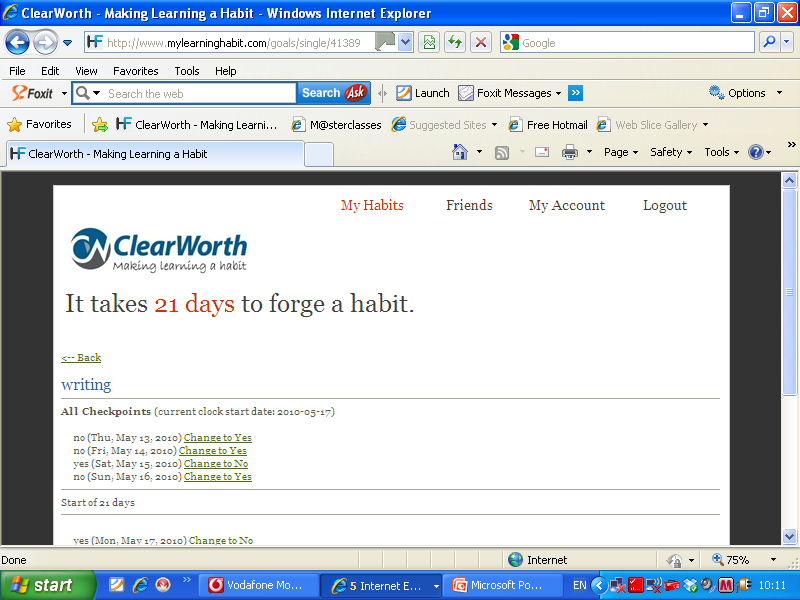 ClearWorth - Making Learning a Habit - Windows Internet Explorer
http://www.mylearninghabit.com/goals/single/41389
Google
File Edit View Favorites Tools Help
Foxit Search the web Search Ask Launch Foxit Messages Options
Favorites ClearWorth - Making Learni... M@sterclasses Suggested Sites Free Hotmail Web Slice Gallery
ClearWorth - Making Learning a Habit
Page Safety Tools
My Habits Friends My Account Logout
ClearWorth
Making learning a habit
It takes 21 days to forge a habit.
<-- Back
writing
All Checkpoints (current clock start date: 2010-05-17)
no (Thu, May 13, 2010) Change to Yes
no (Fri, May 14, 2010) Change to Yes
yes (Sat, May 15, 2010) Change to No
no (Sun, May 16, 2010) Change to Yes
Start of 21 days
yes (Mon, May 17, 2010) Change to No
Done Internet 75%
start Vodafone Mo... 5 Internet E... Microsoft Po... EN 10:11